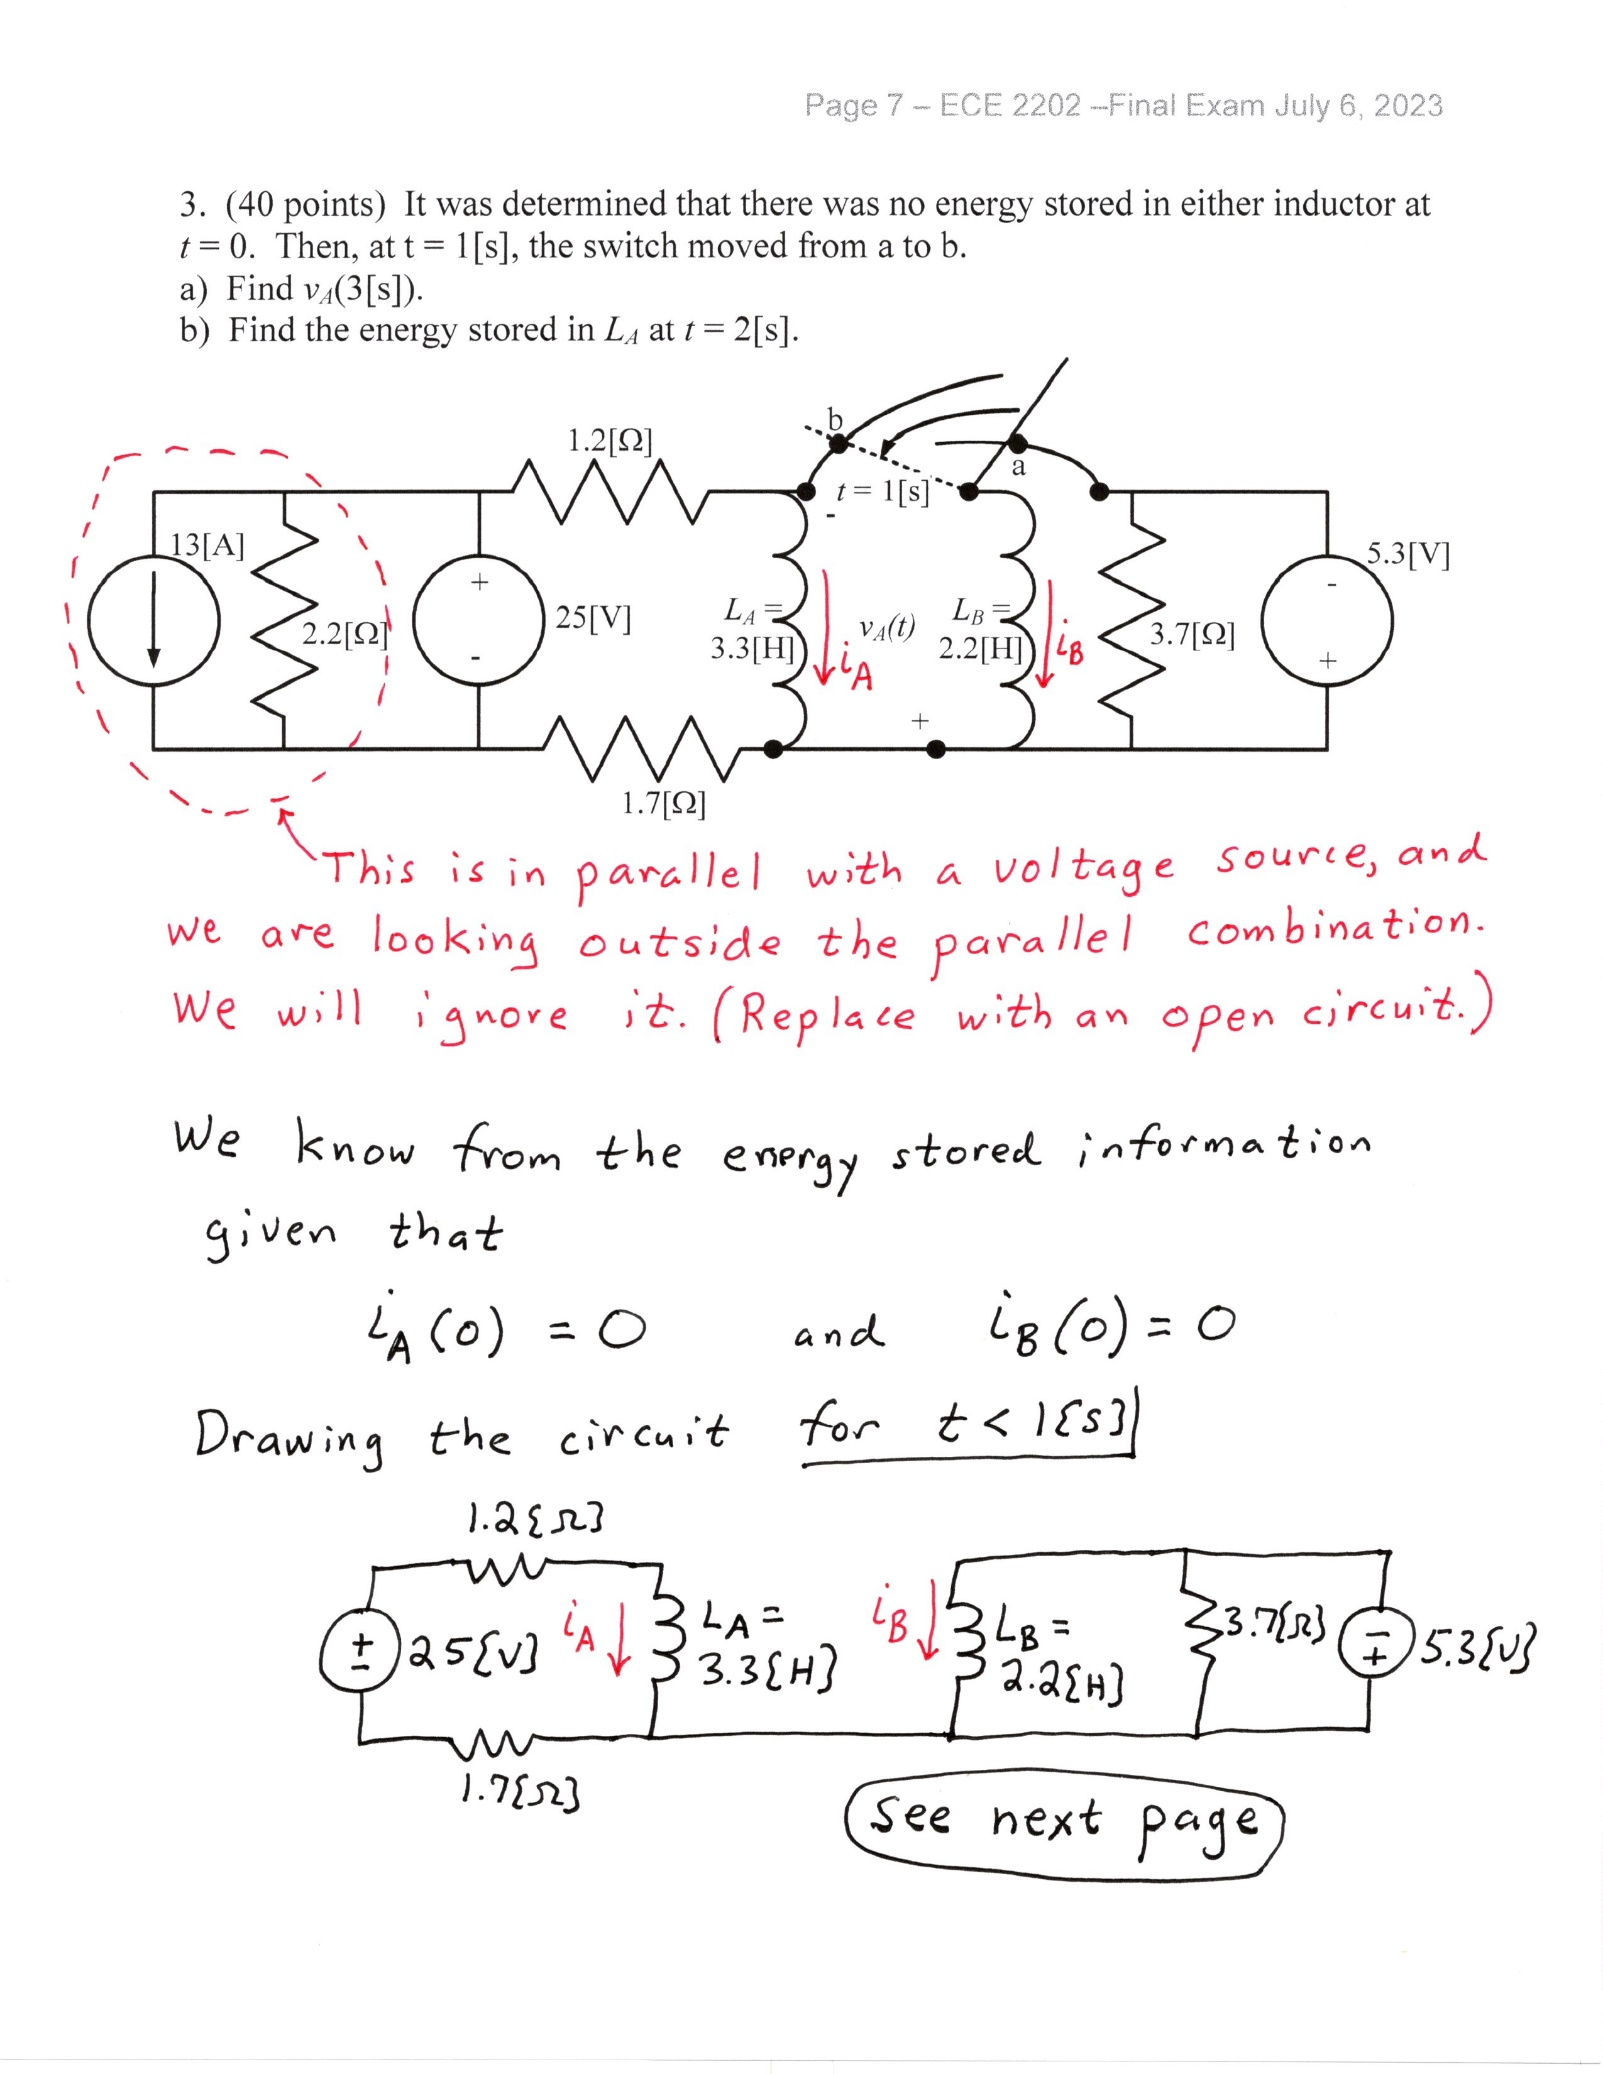 Page 7 – ECE 2202 --Final Exam July 6, 2023
3. (40 points) It was determined that there was no energy stored in either inductor at
t = 0. Then, at t = 1[s], the switch moved from a to b.
a) Find vA(3[s]).
b) Find the energy stored in LA at t = 2[s].
b
1.2[Ω]
a
t = 1[s]
-
13[A]
5.3[V]
+
-
2.2[Ω]
25[V]
LA =
3.3[H]
iA
vA(t)
LB =
2.2[H]
iB
3.7[Ω]
-
+
+
1.7[Ω]
This is in parallel with a voltage source, and
we are looking outside the parallel combination.
We will ignore it. (Replace with an open circuit.)
We know from the energy stored information
given that
iA(0) = 0 and iB(0) = 0
Drawing the circuit for t < 1[s]
1.2[Ω]
+
-
25[V]
iA
LA =
3.3[H]
iB
LB =
2.2[H]
3.7[Ω]
-
+
5.3[V]
1.7[Ω]
See next page